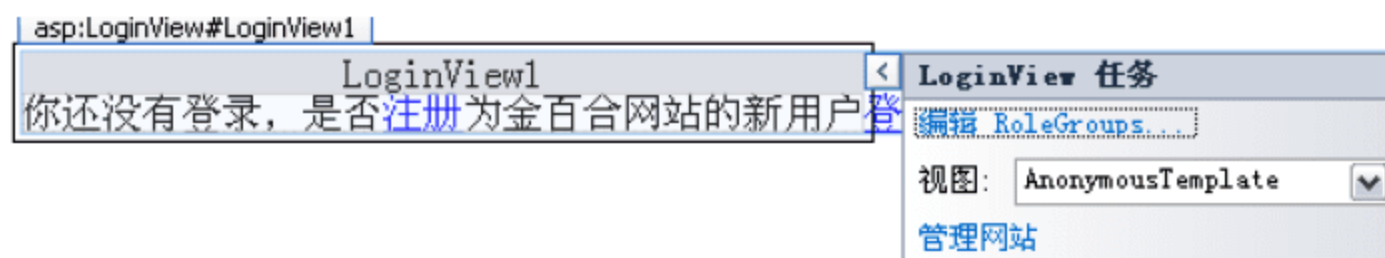 asp:LoginView#LoginView1
LoginView1
你还没有登录，是否注册为金百合网站的新用户登
LoginView 任务
编辑 RoleGroups...
视图: AnonymousTemplate
管理网站